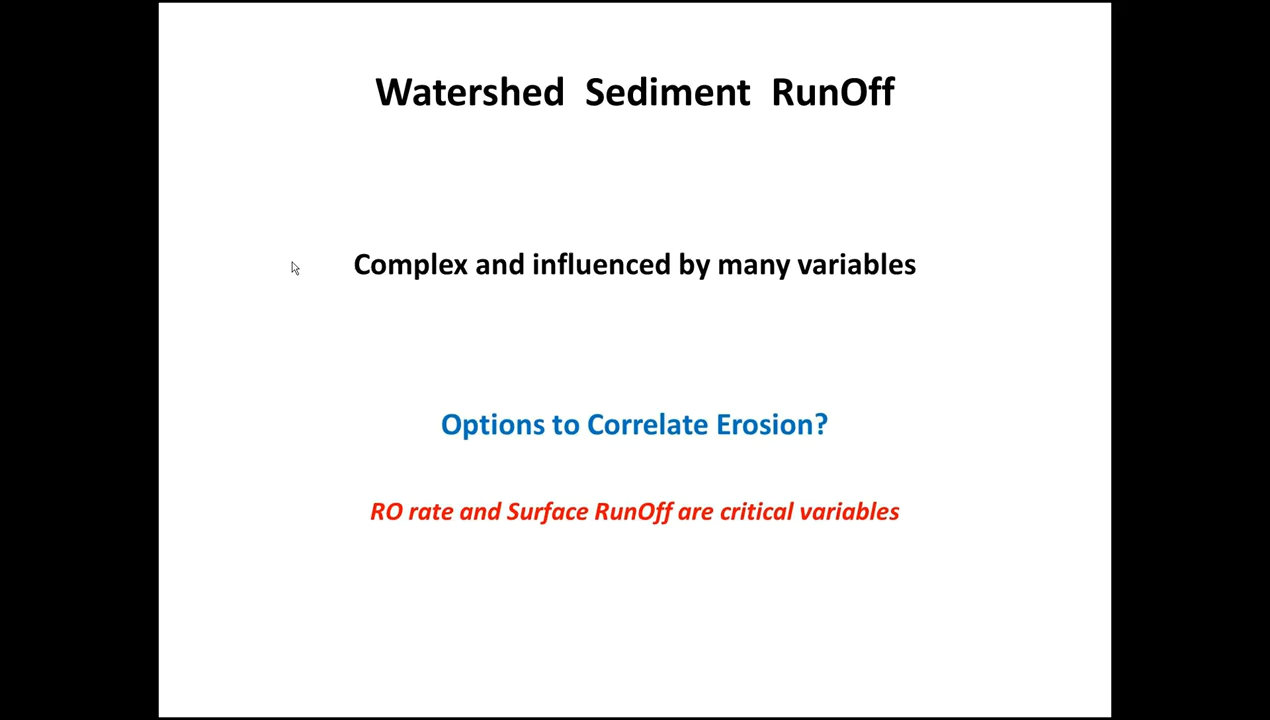 Watershed Sediment RunOff
Complex and influenced by many variables
Options to Correlate Erosion?
RO rate and Surface RunOff are critical variables